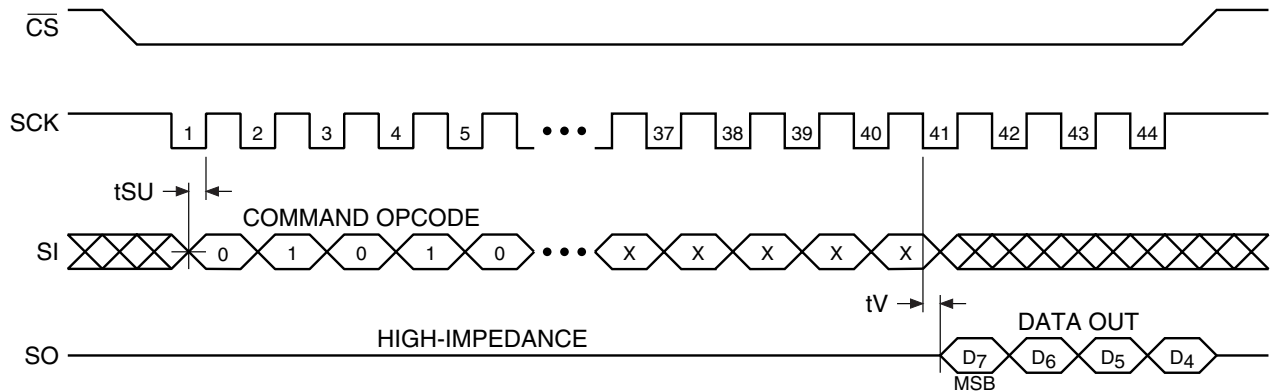 CS
SCK 1 2 3 4 5 ••• 37 38 39 40 41 42 43 44
tSU
COMMAND OPCODE
SI 0 1 0 1 0 ••• X X X X X
tV
HIGH-IMPEDANCE
DATA OUT
SO D7 D6 D5 D4
MSB